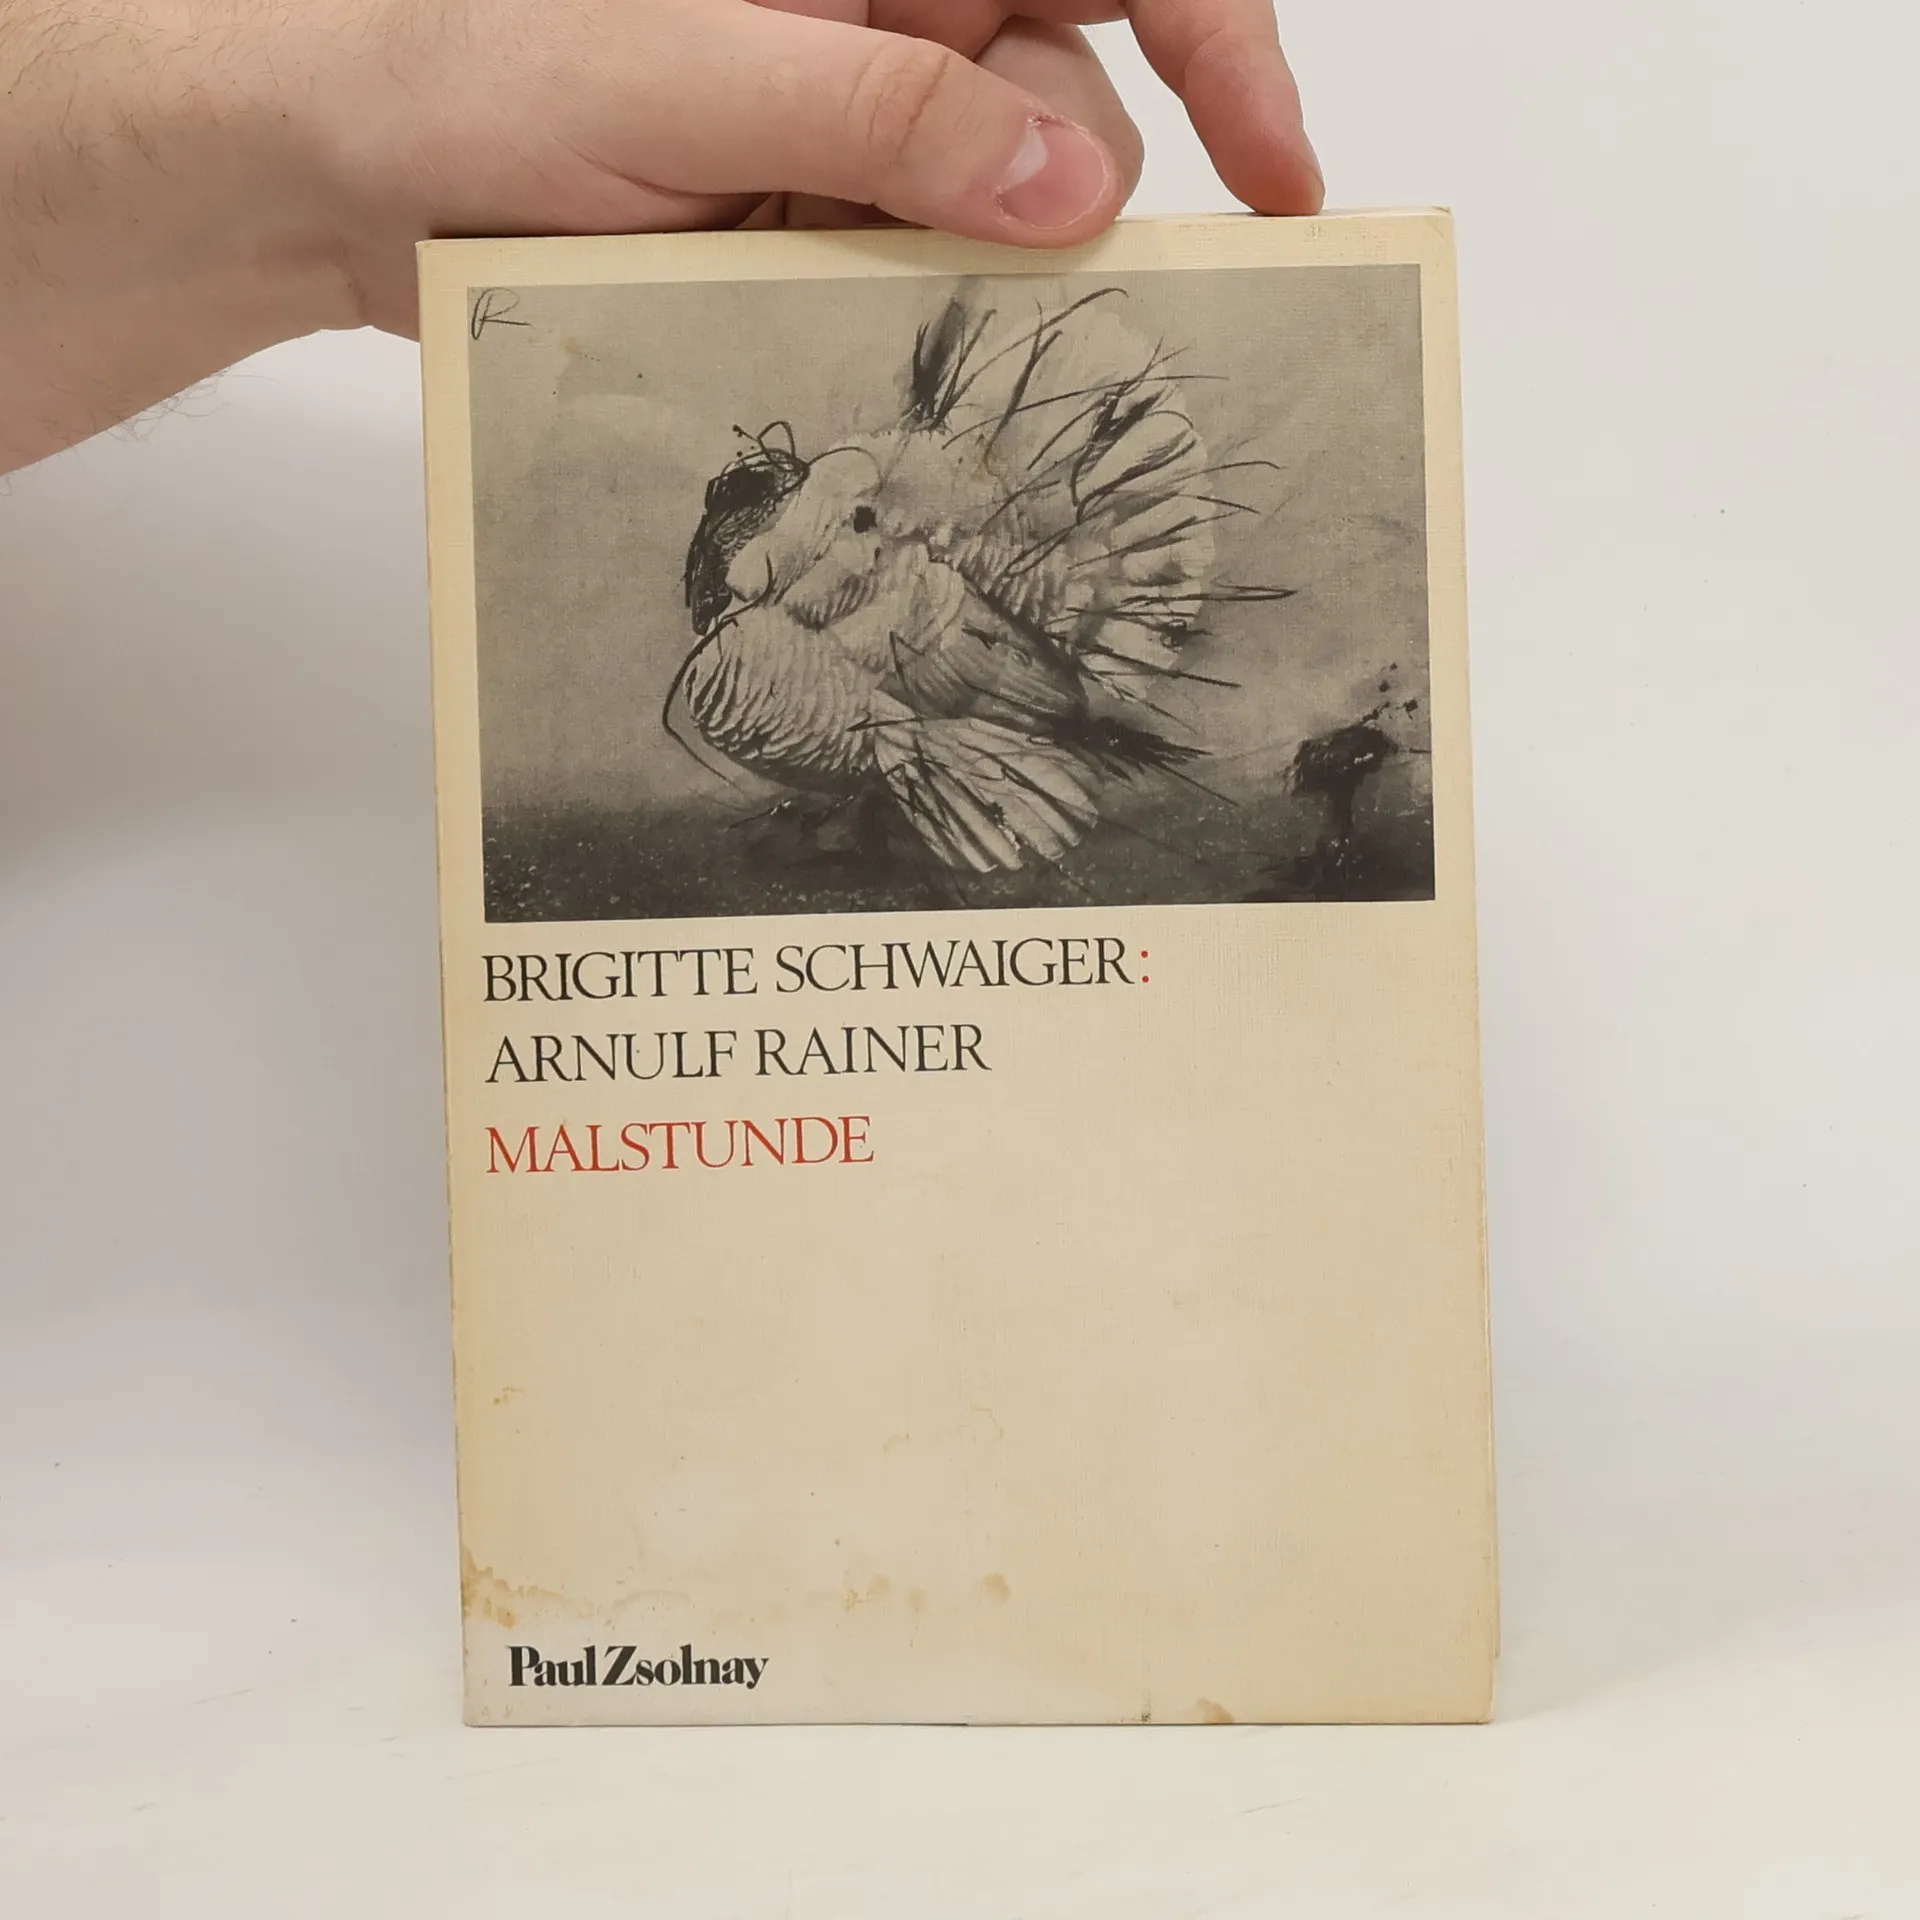 R
BRIGITTE SCHWAIGER:
ARNULF RAINER
MALSTUNDE
Paul Zsolnay